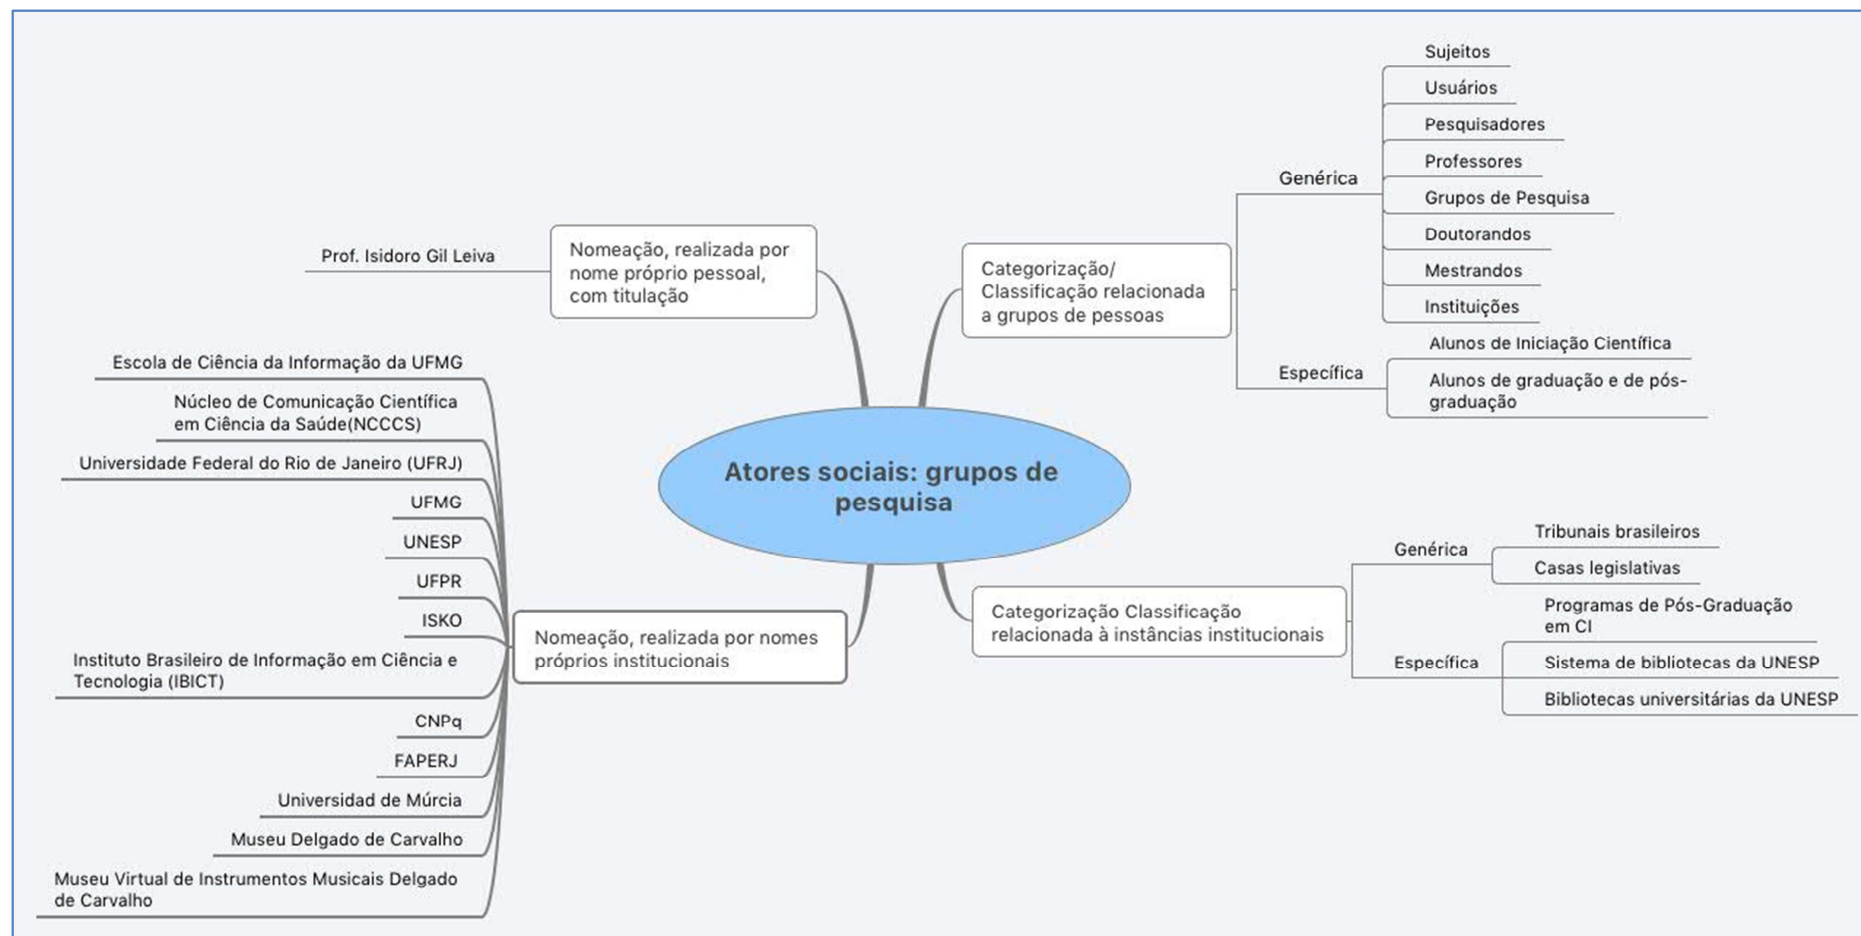 Atores sociais: grupos de
pesquisa
Nomeação, realizada por
nome próprio pessoal,
com titulação
Prof. Isidoro Gil Leiva
Nomeação, realizada por nomes
próprios institucionais
Escola de Ciência da Informação da UFMG
Núcleo de Comunicação Científica
em Ciência da Saúde(NCCCS)
Universidade Federal do Rio de Janeiro (UFRJ)
UFMG
UNESP
UFPR
ISKO
Instituto Brasileiro de Informação em Ciência e
Tecnologia (IBICT)
CNPq
FAPERJ
Universidad de Múrcia
Museu Delgado de Carvalho
Museu Virtual de Instrumentos Musicais Delgado
de Carvalho
Categorização/
Classificação relacionada
a grupos de pessoas
Genérica
Sujeitos
Usuários
Pesquisadores
Professores
Grupos de Pesquisa
Doutorandos
Mestrandos
Instituições
Específica
Alunos de Iniciação Científica
Alunos de graduação e de pós-
graduação
Categorização Classificação
relacionada à instâncias institucionais
Genérica
Tribunais brasileiros
Casas legislativas
Específica
Programas de Pós-Graduação
em CI
Sistema de bibliotecas da UNESP
Bibliotecas universitárias da UNESP